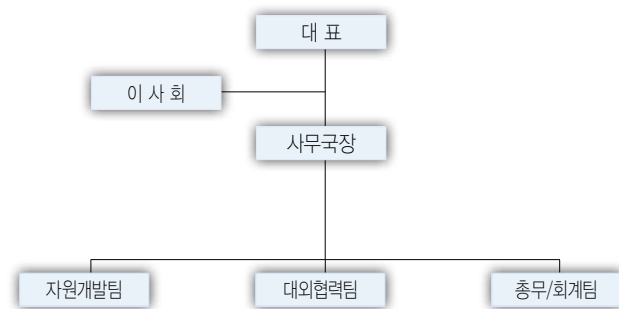 대 표
이 사 회
사무국장
자원개발팀
대외협력팀
총무/회계팀